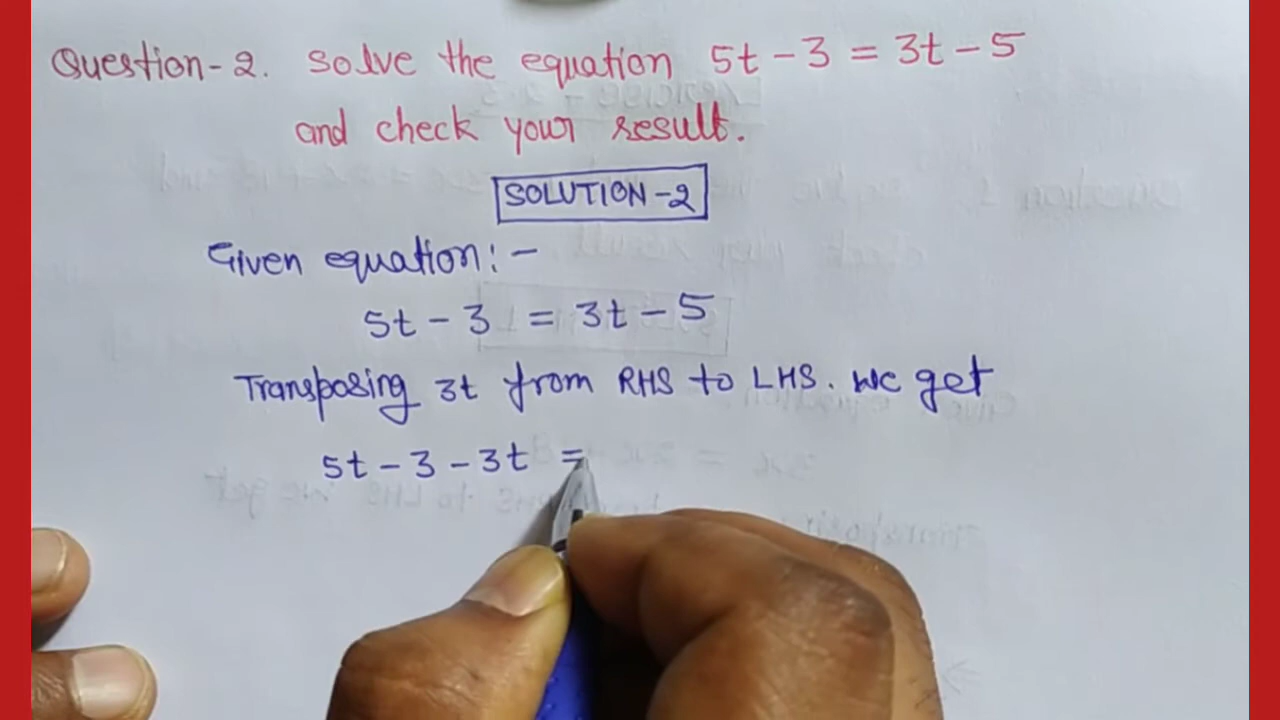 Question-2. Solve the equation 5t - 3 = 3t - 5
and check your result.
SOLUTION-2
Given equation:-
5t - 3 = 3t - 5
Transposing 3t from RHS to LHS. we get
5t - 3 - 3t =